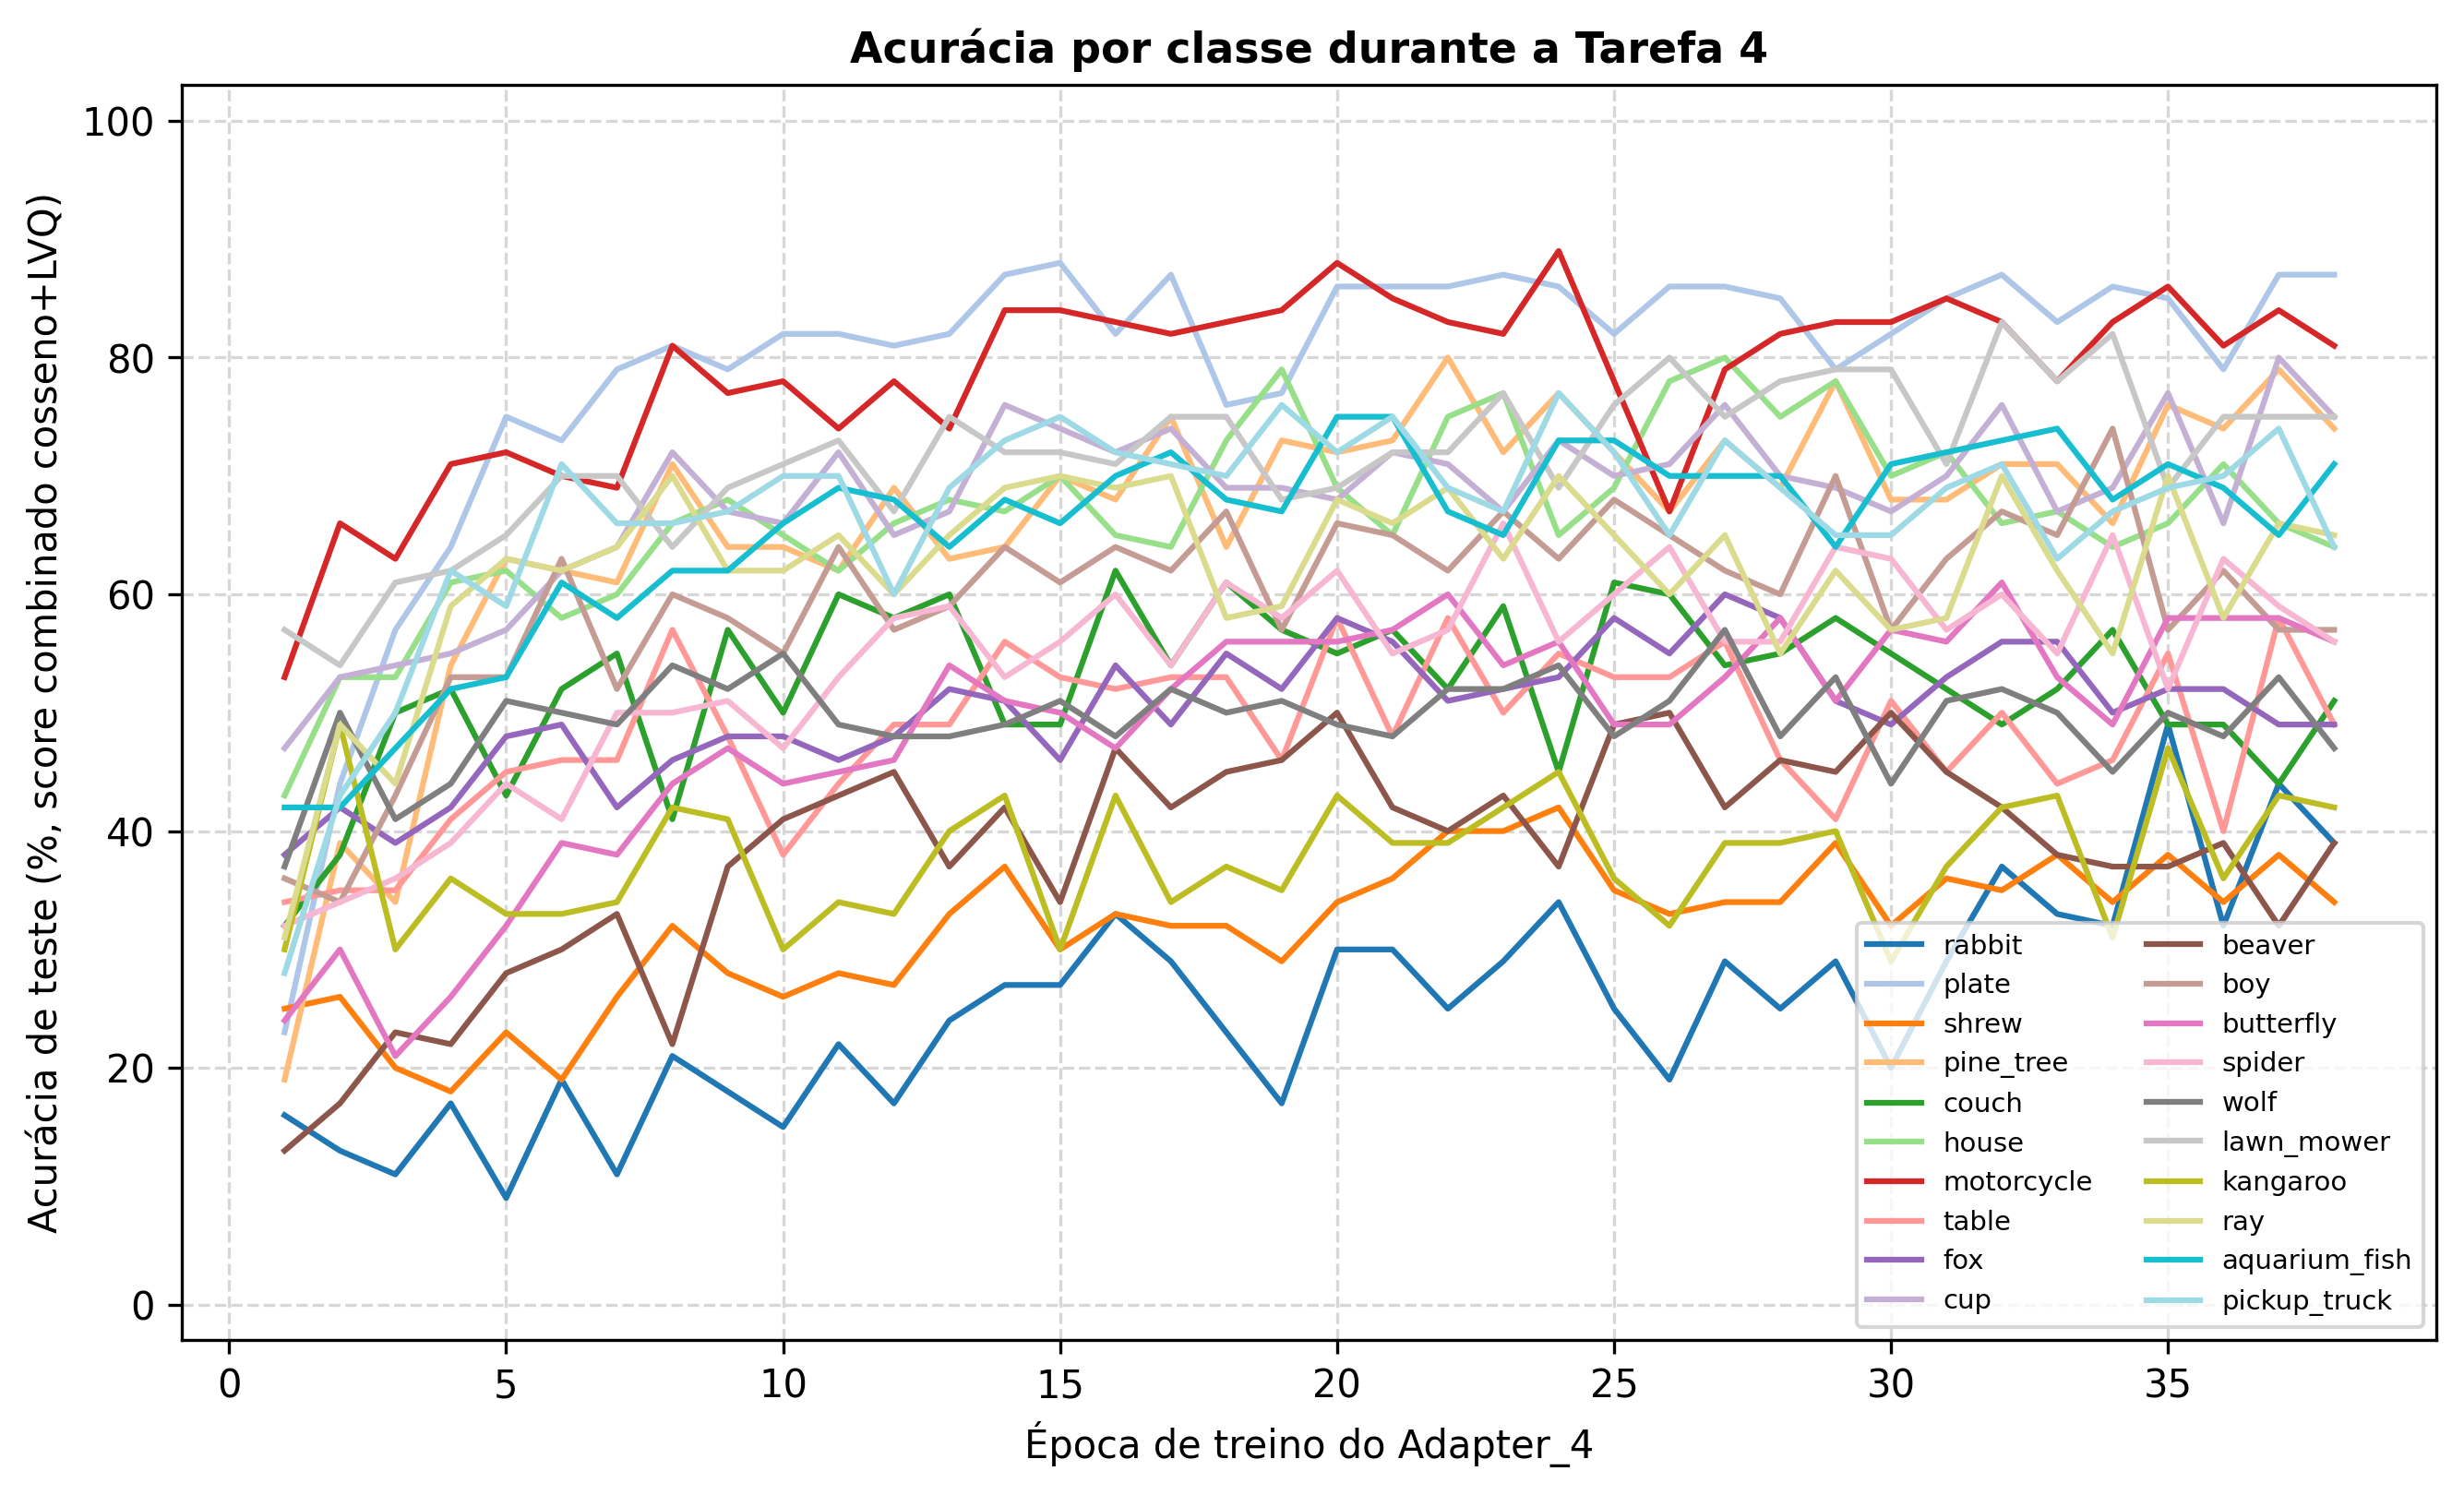 Acurácia por classe durante a Tarefa 4
Acurácia de teste (%, score combinado cosseno+LVQ)
100
80
60
40
20
0
0 5 10 15 20 25 30 35
Época de treino do Adapter_4
rabbit
plate
shrew
pine_tree
couch
house
motorcycle
table
fox
cup
beaver
boy
butterfly
spider
wolf
lawn_mower
kangaroo
ray
aquarium_fish
pickup_truck